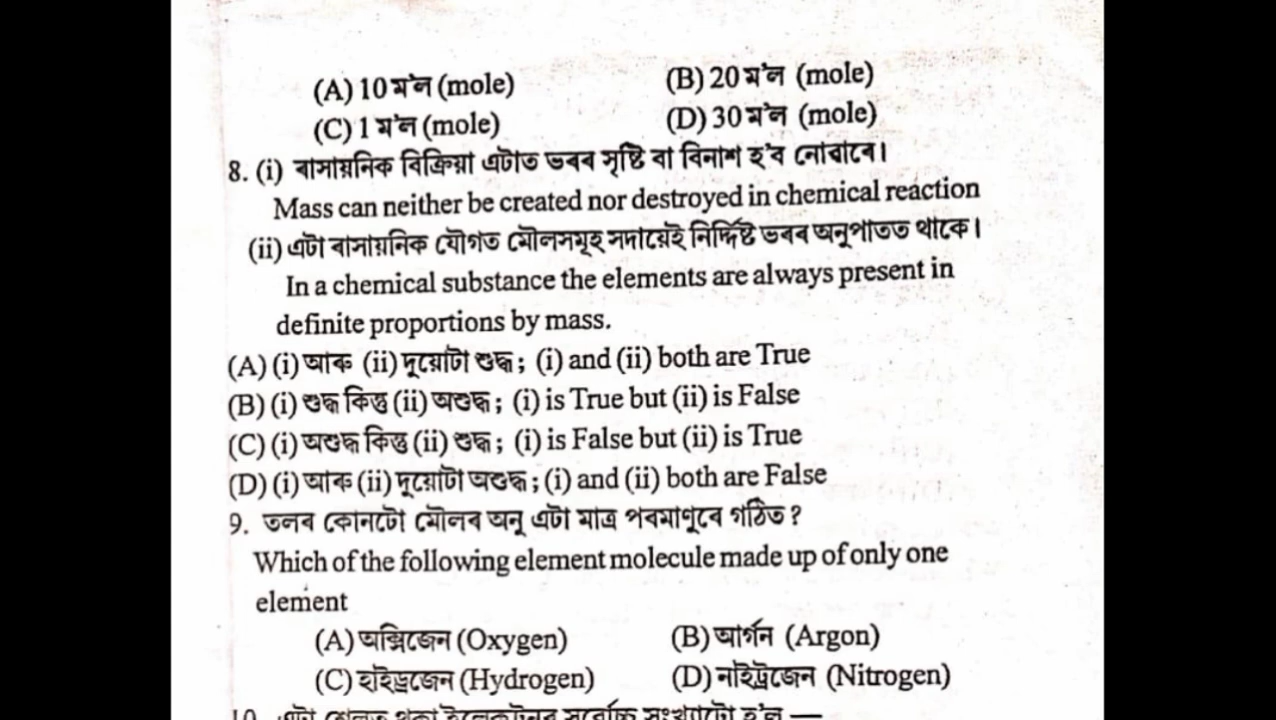 (A) 10 ম'ল (mole) (B) 20 ম'ল (mole)
(C) 1 ম'ল (mole) (D) 30 ম'ল (mole)
8. (i) ৰাসায়নিক বিক্ৰিয়া এটাত ভৰৰ সৃষ্টি বা বিনাশ হ'ব নোৱাৰে।
Mass can neither be created nor destroyed in chemical reaction
(ii) এটা ৰাসায়নিক যৌগত মৌলসমূহ সদায়েই নিৰ্দ্দিষ্ট ভৰৰ অনুপাতত থাকে।
In a chemical substance the elements are always present in
definite proportions by mass.
(A) (i) আৰু (ii) দুয়োটা শুদ্ধ ; (i) and (ii) both are True
(B) (i) শুদ্ধ কিন্তু (ii) অশুদ্ধ ; (i) is True but (ii) is False
(C) (i) অশুদ্ধ কিন্তু (ii) শুদ্ধ ; (i) is False but (ii) is True
(D) (i) আৰু (ii) দুয়োটা অশুদ্ধ ; (i) and (ii) both are False
9. তলৰ কোনটো মৌলৰ অনু এটা মাত্ৰ পৰমাণুৰে গঠিত ?
Which of the following element molecule made up of only one
element
(A) অক্সিজেন (Oxygen) (B) আৰ্গন (Argon)
(C) হাইড্ৰজেন (Hydrogen) (D) নাইট্ৰজেন (Nitrogen)